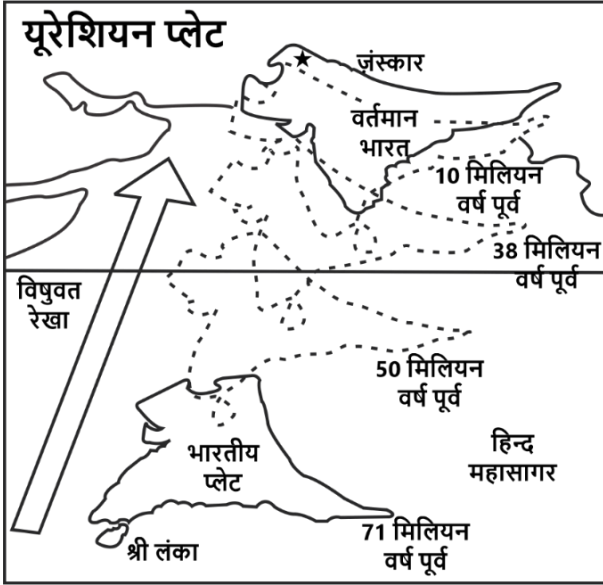 यूरेशियन प्लेट
ज़ंस्कार
वर्तमान
भारत
10 मिलियन
वर्ष पूर्व
38 मिलियन
वर्ष पूर्व
विषुवत
रेखा
50 मिलियन
वर्ष पूर्व
भारतीय
प्लेट
हिन्द
महासागर
71 मिलियन
वर्ष पूर्व
श्री लंका